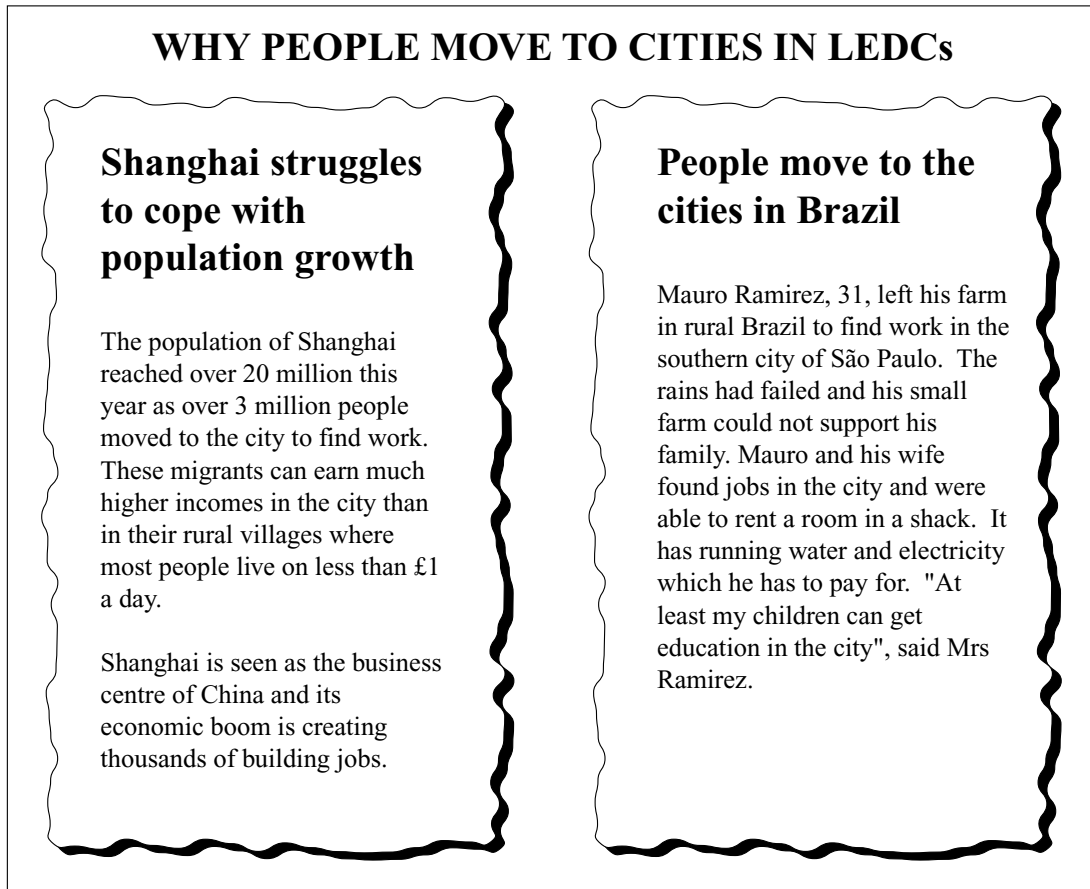 WHY PEOPLE MOVE TO CITIES IN LEDCs
Shanghai struggles
to cope with
population growth
The population of Shanghai
reached over 20 million this
year as over 3 million people
moved to the city to find work.
These migrants can earn much
higher incomes in the city than
in their rural villages where
most people live on less than £1
a day.
Shanghai is seen as the business
centre of China and its
economic boom is creating
thousands of building jobs.
People move to the
cities in Brazil
Mauro Ramirez, 31, left his farm
in rural Brazil to find work in the
southern city of São Paulo.  The
rains had failed and his small
farm could not support his
family. Mauro and his wife
found jobs in the city and were
able to rent a room in a shack.  It
has running water and electricity
which he has to pay for.  "At
least my children can get
education in the city", said Mrs
Ramirez.